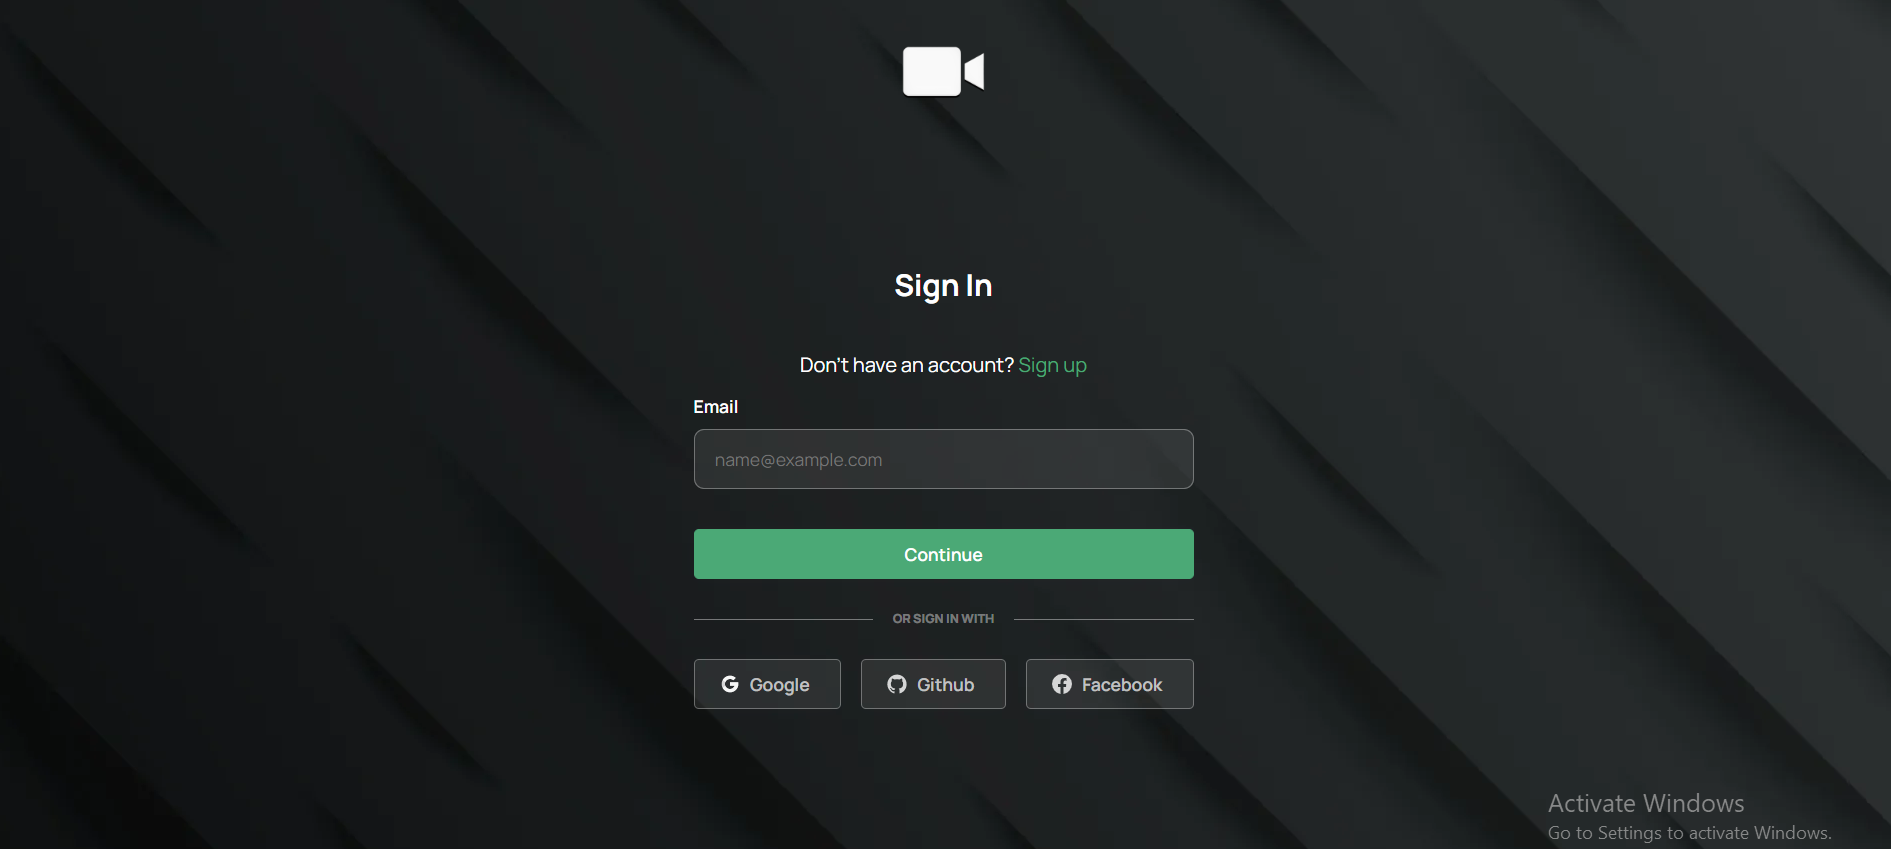 Sign In
Don't have an account? Sign up
Email
name@example.com
Continue
OR SIGN IN WITH
Google
Github
Facebook
Activate Windows
Go to Settings to activate Windows.